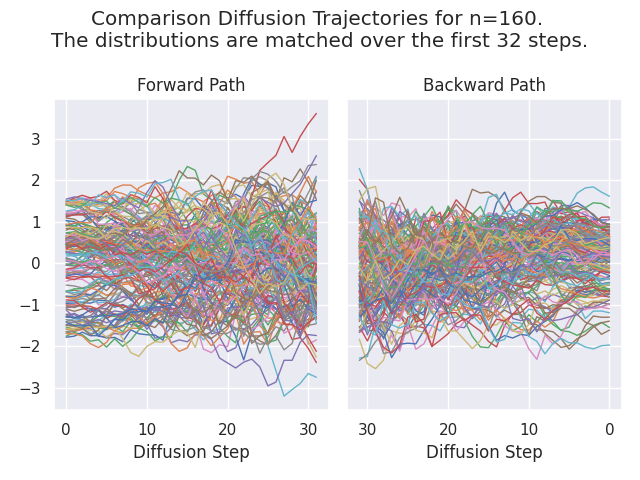 Comparison Diffusion Trajectories for n=160.
The distributions are matched over the first 32 steps.
Forward Path
Backward Path
3
2
1
0
−1
−2
−3
0 10 20 30
30 20 10 0
Diffusion Step
Diffusion Step